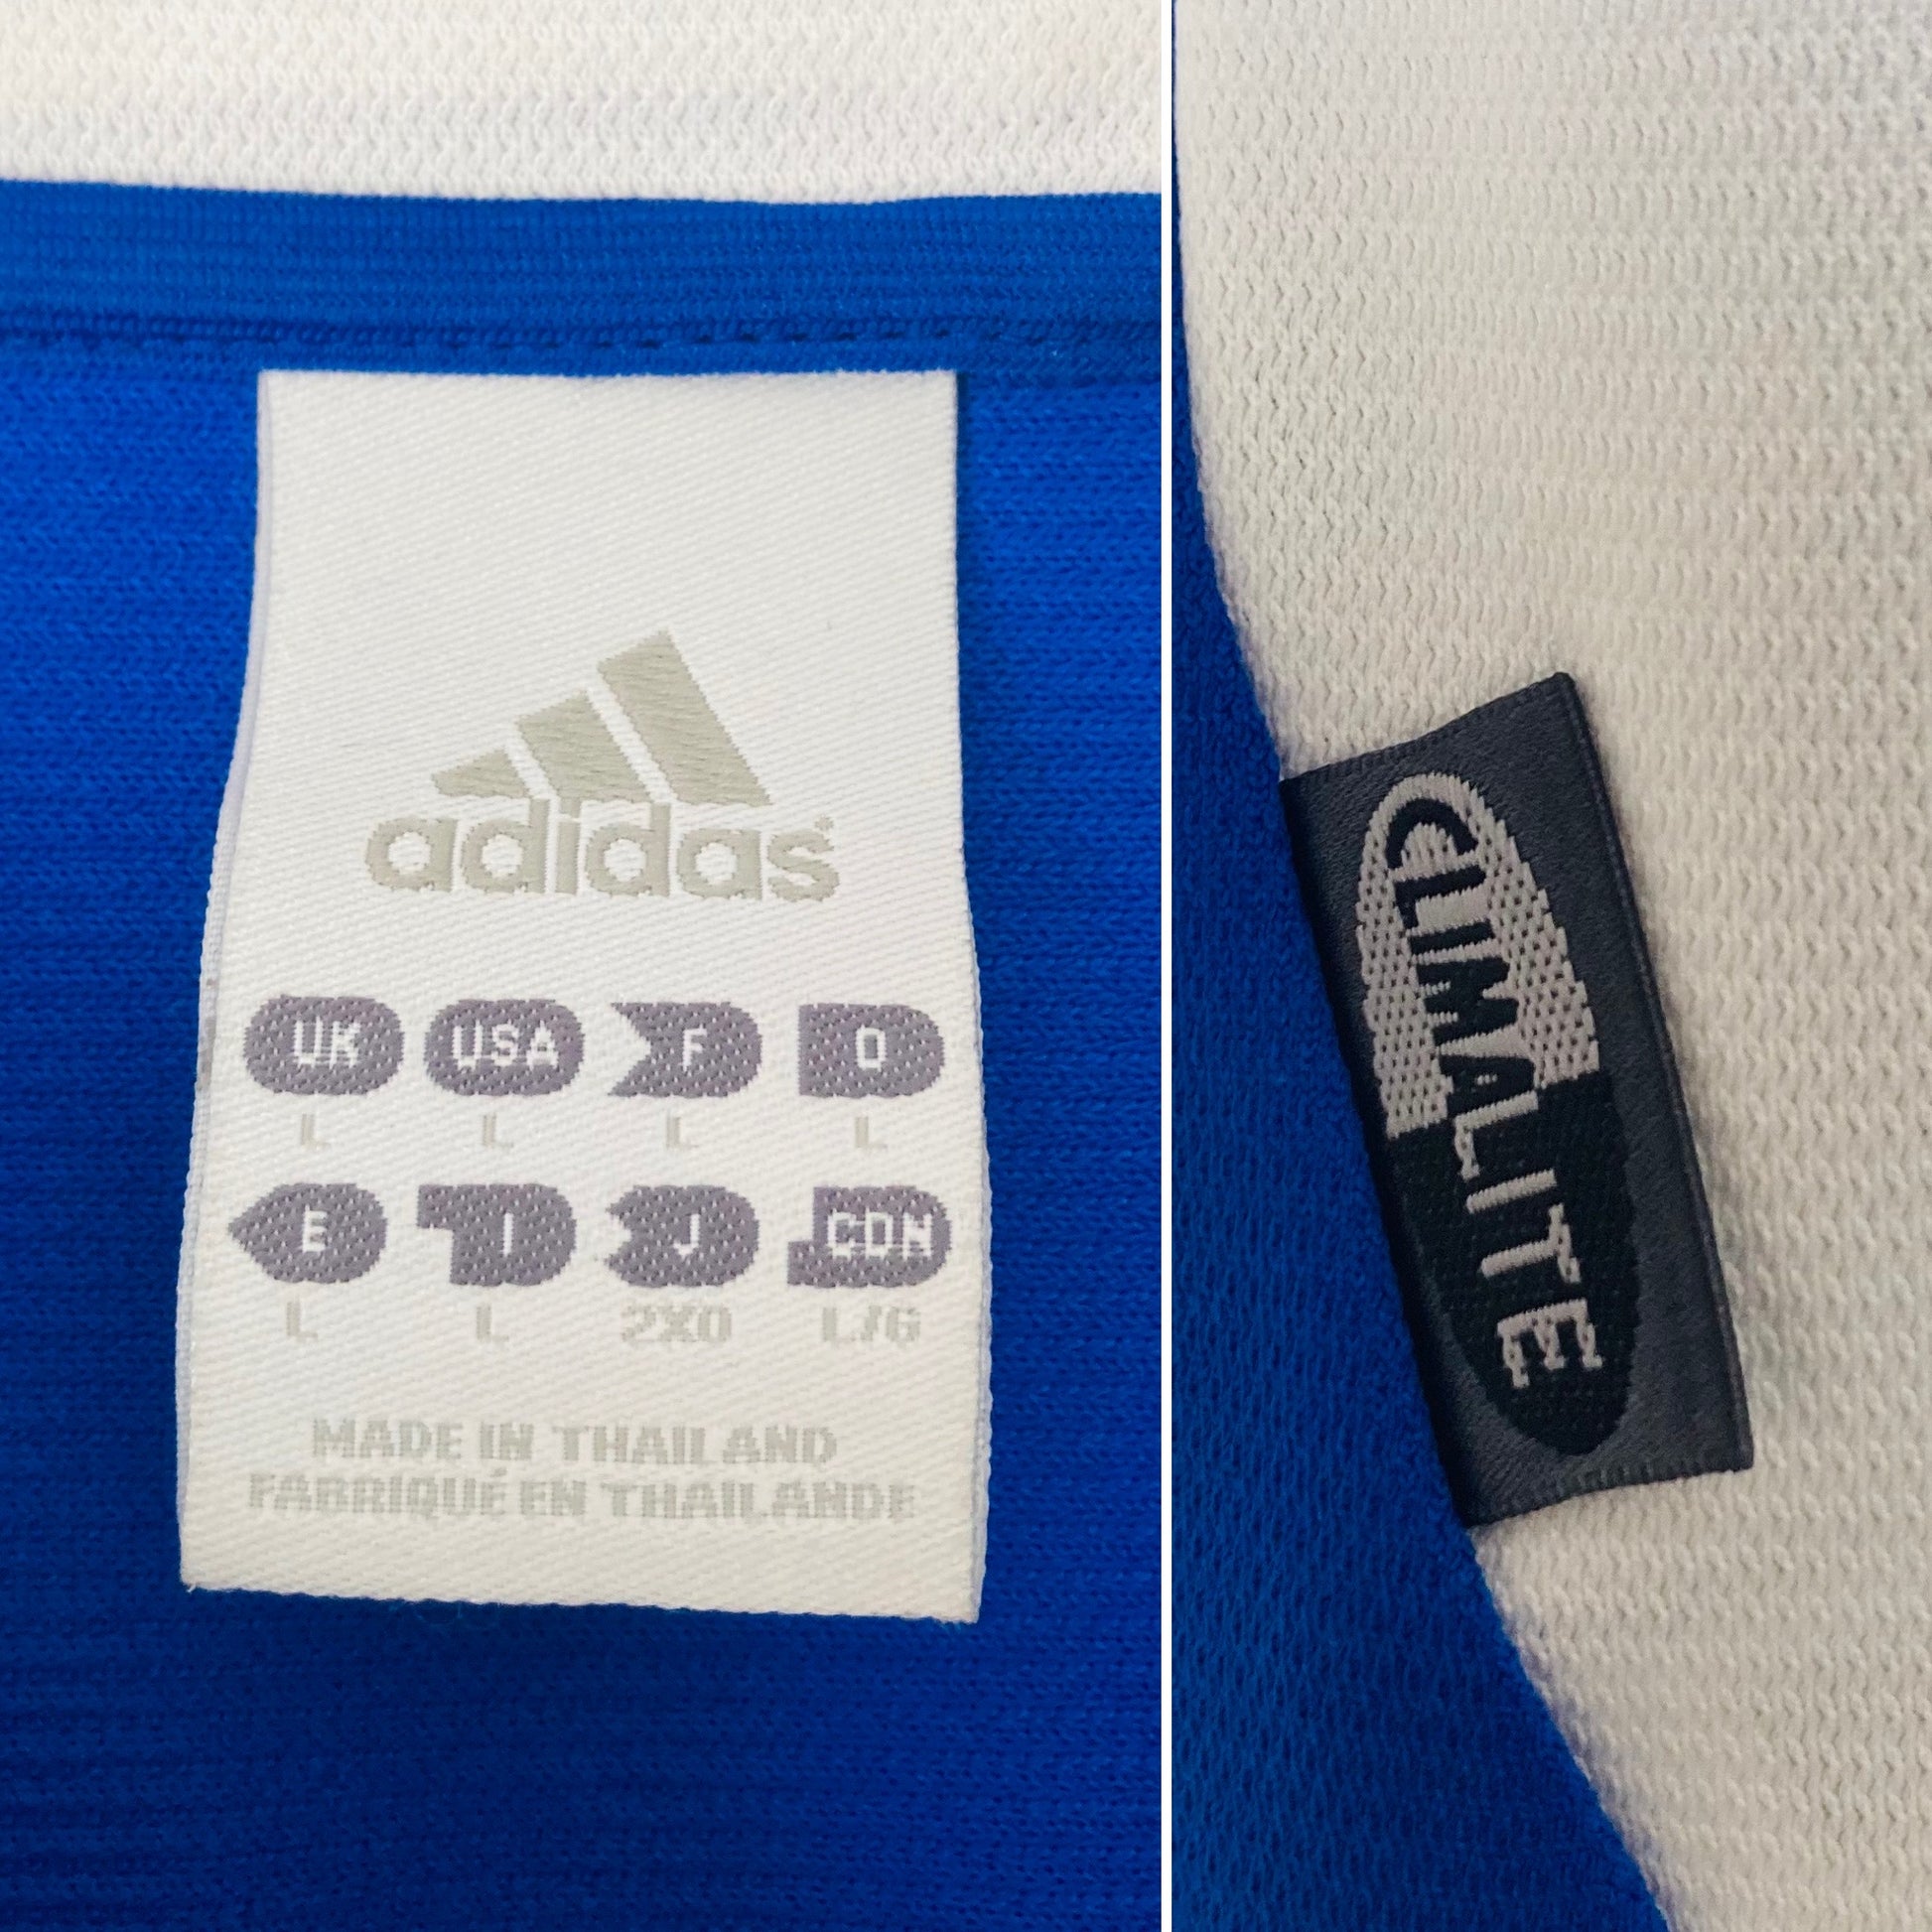 adidas
UK USA F D
L L L L
E I J CDN
L L 2XO L/G
MADE IN THAILAND
FABRIQUÉ EN THAILANDE
CLIMALITE